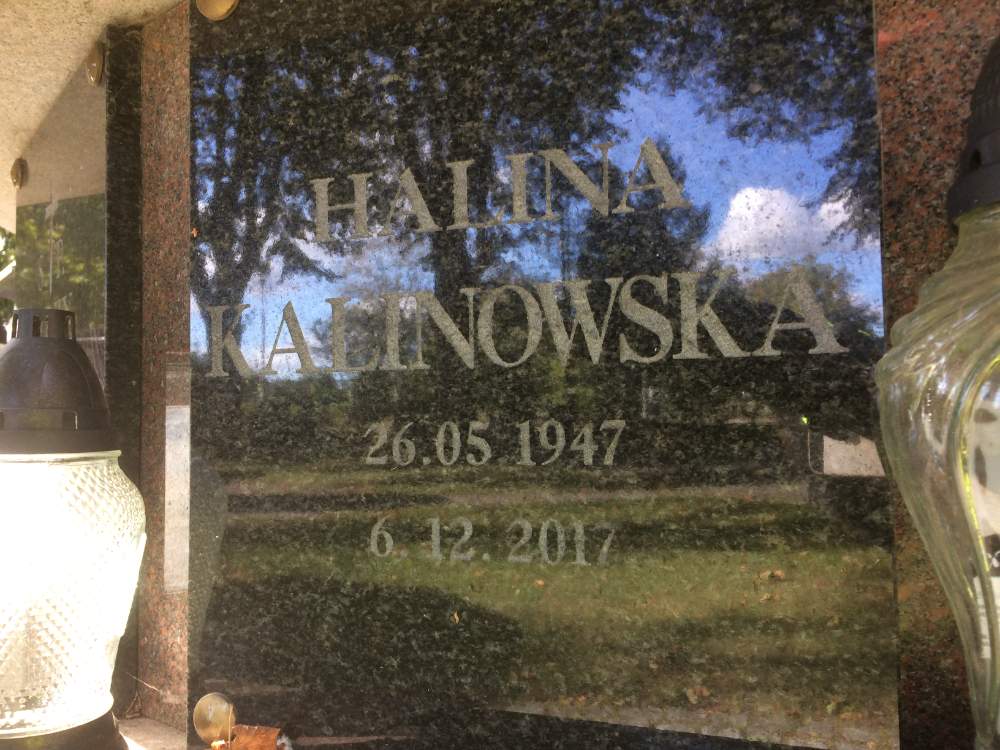 HALINA
KALINOWSKA
26.05 1947
6. 12. 2017